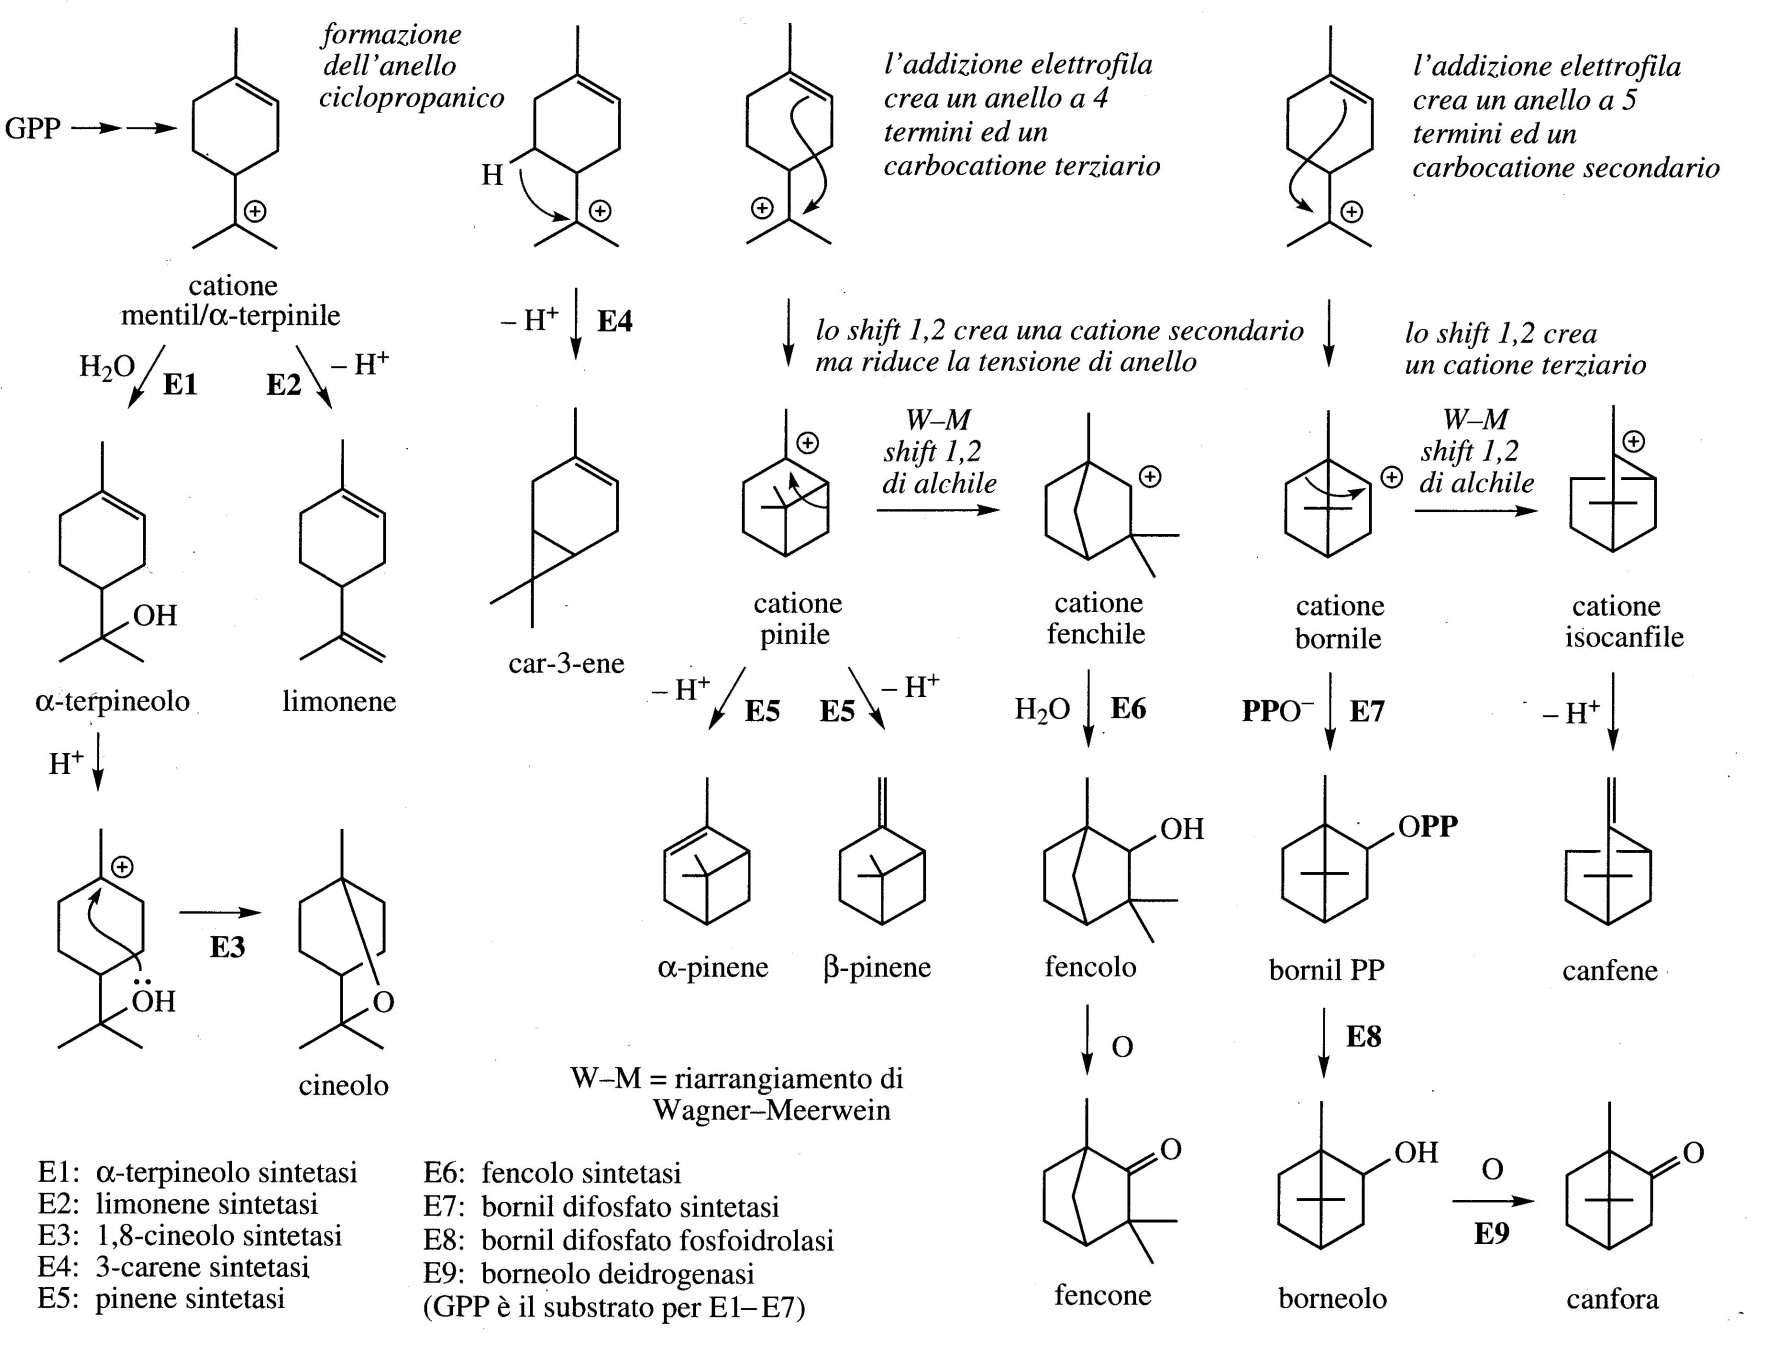 formazione
dell'anello
ciclopropanico
l'addizione elettrofila
crea un anello a 4
termini ed un
carbocatione terziario
l'addizione elettrofila
crea un anello a 5
termini ed un
carbocatione secondario
GPP
H
⊕
⊕
⊕
⊕
catione
mentil/α-terpinile
H₂O
E1
E2
– H⁺
– H⁺
E4
lo shift 1,2 crea una catione secondario
ma riduce la tensione di anello
lo shift 1,2 crea
un catione terziario
W–M
shift 1,2
di alchile
W–M
shift 1,2
di alchile
⊕
⊕
⊕
⊕
OH
α-terpineolo
limonene
car-3-ene
catione
pinile
catione
fenchile
catione
bornile
catione
isocanfile
H⁺
– H⁺
E5
E5
– H⁺
H₂O
E6
PPO⁻
E7
– H⁺
⊕
OH
E3
O
cineolo
α-pinene
β-pinene
OH
fencolo
OPP
bornil PP
canfene
O
E8
W–M = riarrangiamento di
Wagner–Meerwein
O
fencone
OH
borneolo
O
E9
O
canfora
E1: α-terpineolo sintetasi
E2: limonene sintetasi
E3: 1,8-cineolo sintetasi
E4: 3-carene sintetasi
E5: pinene sintetasi
E6: fencolo sintetasi
E7: bornil difosfato sintetasi
E8: bornil difosfato fosfoidrolasi
E9: borneolo deidrogenasi
(GPP è il substrato per E1–E7)